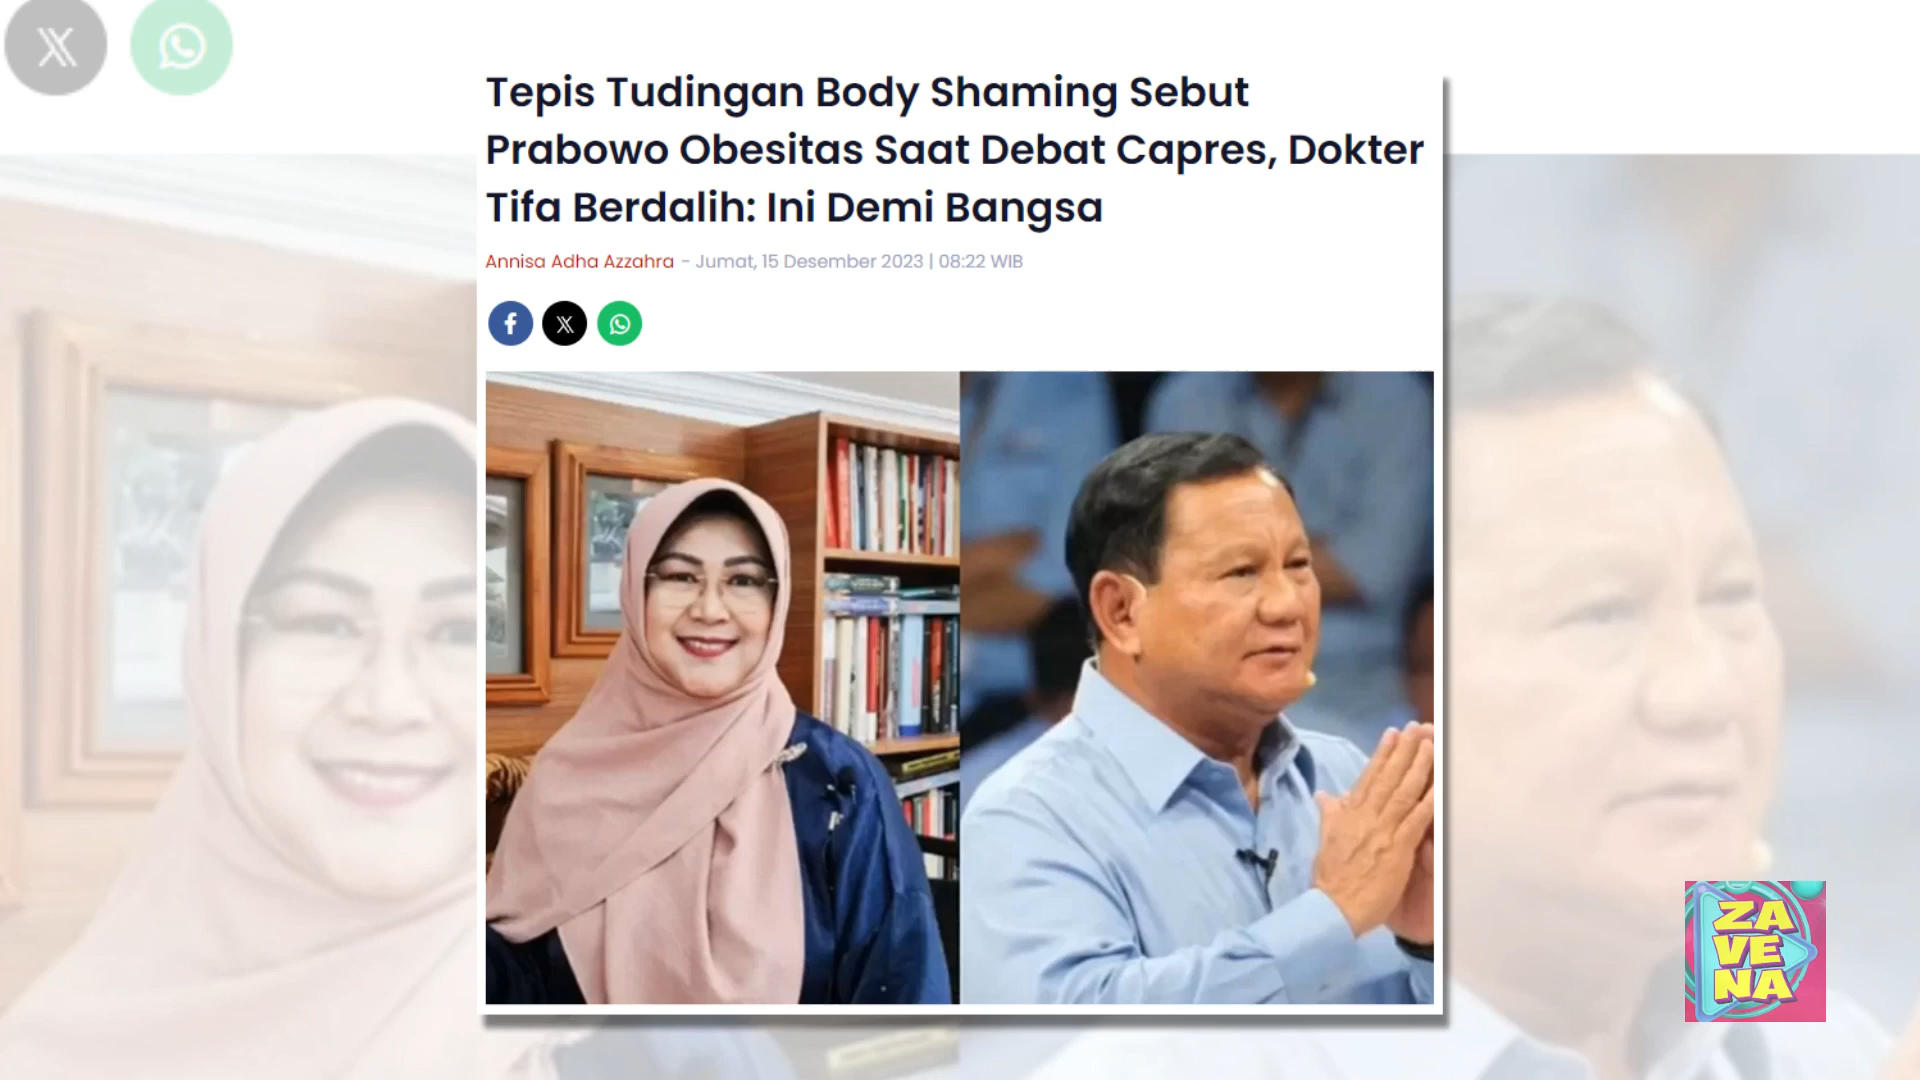 Tepis Tudingan Body Shaming Sebut
Prabowo Obesitas Saat Debat Capres, Dokter
Tifa Berdalih: Ini Demi Bangsa
Annisa Adha Azzahra - Jumat, 15 Desember 2023 | 08:22 WIB
ZA
VE
NA